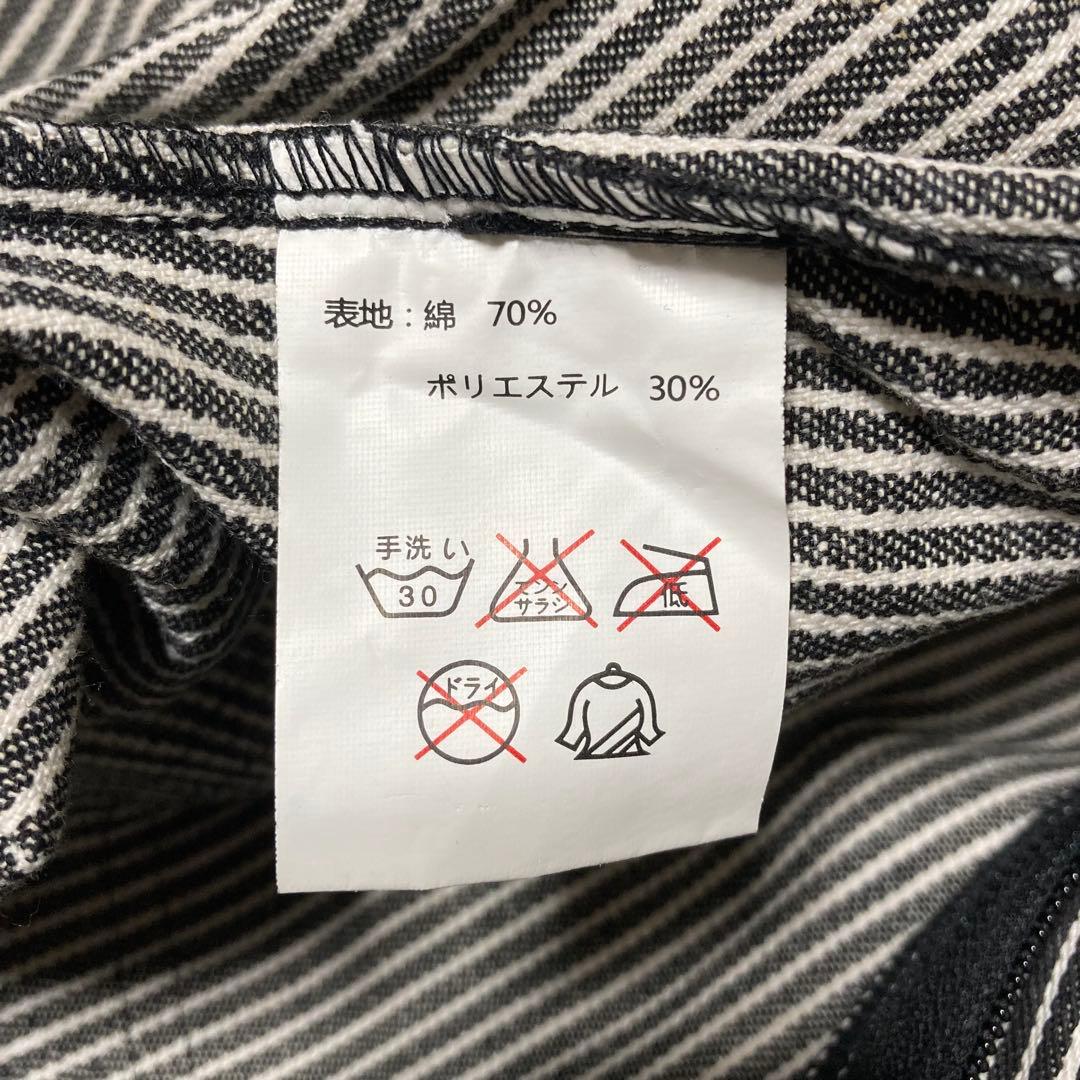 表地：綿　70%
ポリエステル　30%
手洗い
30
エンソ
サラシ
低
ドライ